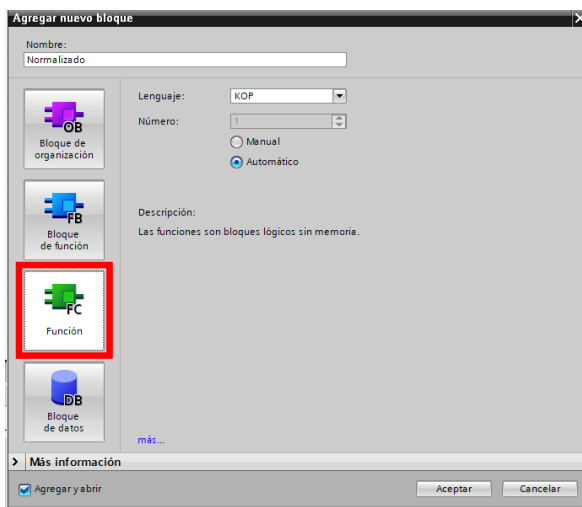 Agregar nuevo bloque
X
Nombre:
Normalizado
OB
Bloque de
organización
FB
Bloque
de función
FC
Función
DB
Bloque
de datos
Lenguaje:
KOP
Número:
1
Manual
Automático
Descripción:
Las funciones son bloques lógicos sin memoria.
más...
> Más información
Agregar y abrir
Aceptar
Cancelar